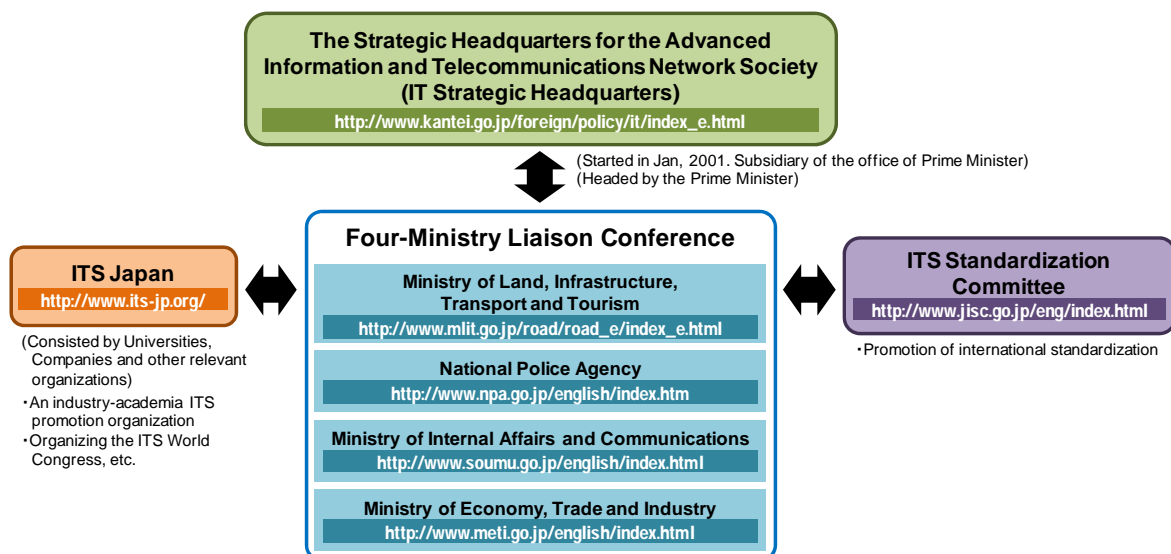 The Strategic Headquarters for the Advanced
Information and Telecommunications Network Society
(IT Strategic Headquarters)
http://www.kantei.go.jp/foreign/policy/it/index_e.html
(Started in Jan, 2001. Subsidiary of the office of Prime Minister)
(Headed by the Prime Minister)
Four-Ministry Liaison Conference
Ministry of Land, Infrastructure,
Transport and Tourism
http://www.mlit.go.jp/road/road_e/index_e.html
National Police Agency
http://www.npa.go.jp/english/index.htm
Ministry of Internal Affairs and Communications
http://www.soumu.go.jp/english/index.html
Ministry of Economy, Trade and Industry
http://www.meti.go.jp/english/index.html
ITS Japan
http://www.its-jp.org/
(Consisted by Universities,
Companies and other relevant
organizations)
・An industry-academia ITS
promotion organization
・Organizing the ITS World
Congress, etc.
ITS Standardization
Committee
http://www.jisc.go.jp/eng/index.html
・Promotion of international standardization